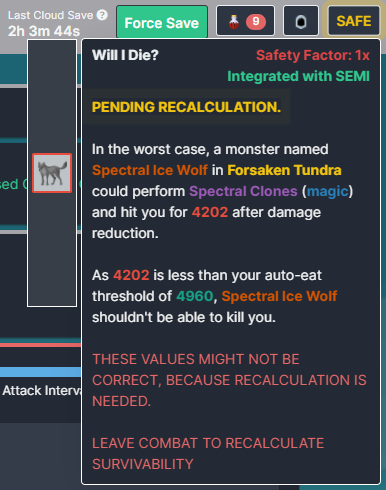 Last Cloud Save ?
2h 3m 44s
Force Save
9
SAFE
Will I Die?
Safety Factor: 1x
Integrated with SEMI
PENDING RECALCULATION.
In the worst case, a monster named
Spectral Ice Wolf in Forsaken Tundra
could perform Spectral Clones (magic)
and hit you for 4202 after damage
reduction.
As 4202 is less than your auto-eat
threshold of 4960, Spectral Ice Wolf
shouldn't be able to kill you.
THESE VALUES MIGHT NOT BE
CORRECT, BECAUSE RECALCULATION IS
NEEDED.
Attack Interv
LEAVE COMBAT TO RECALCULATE
SURVIVABILITY